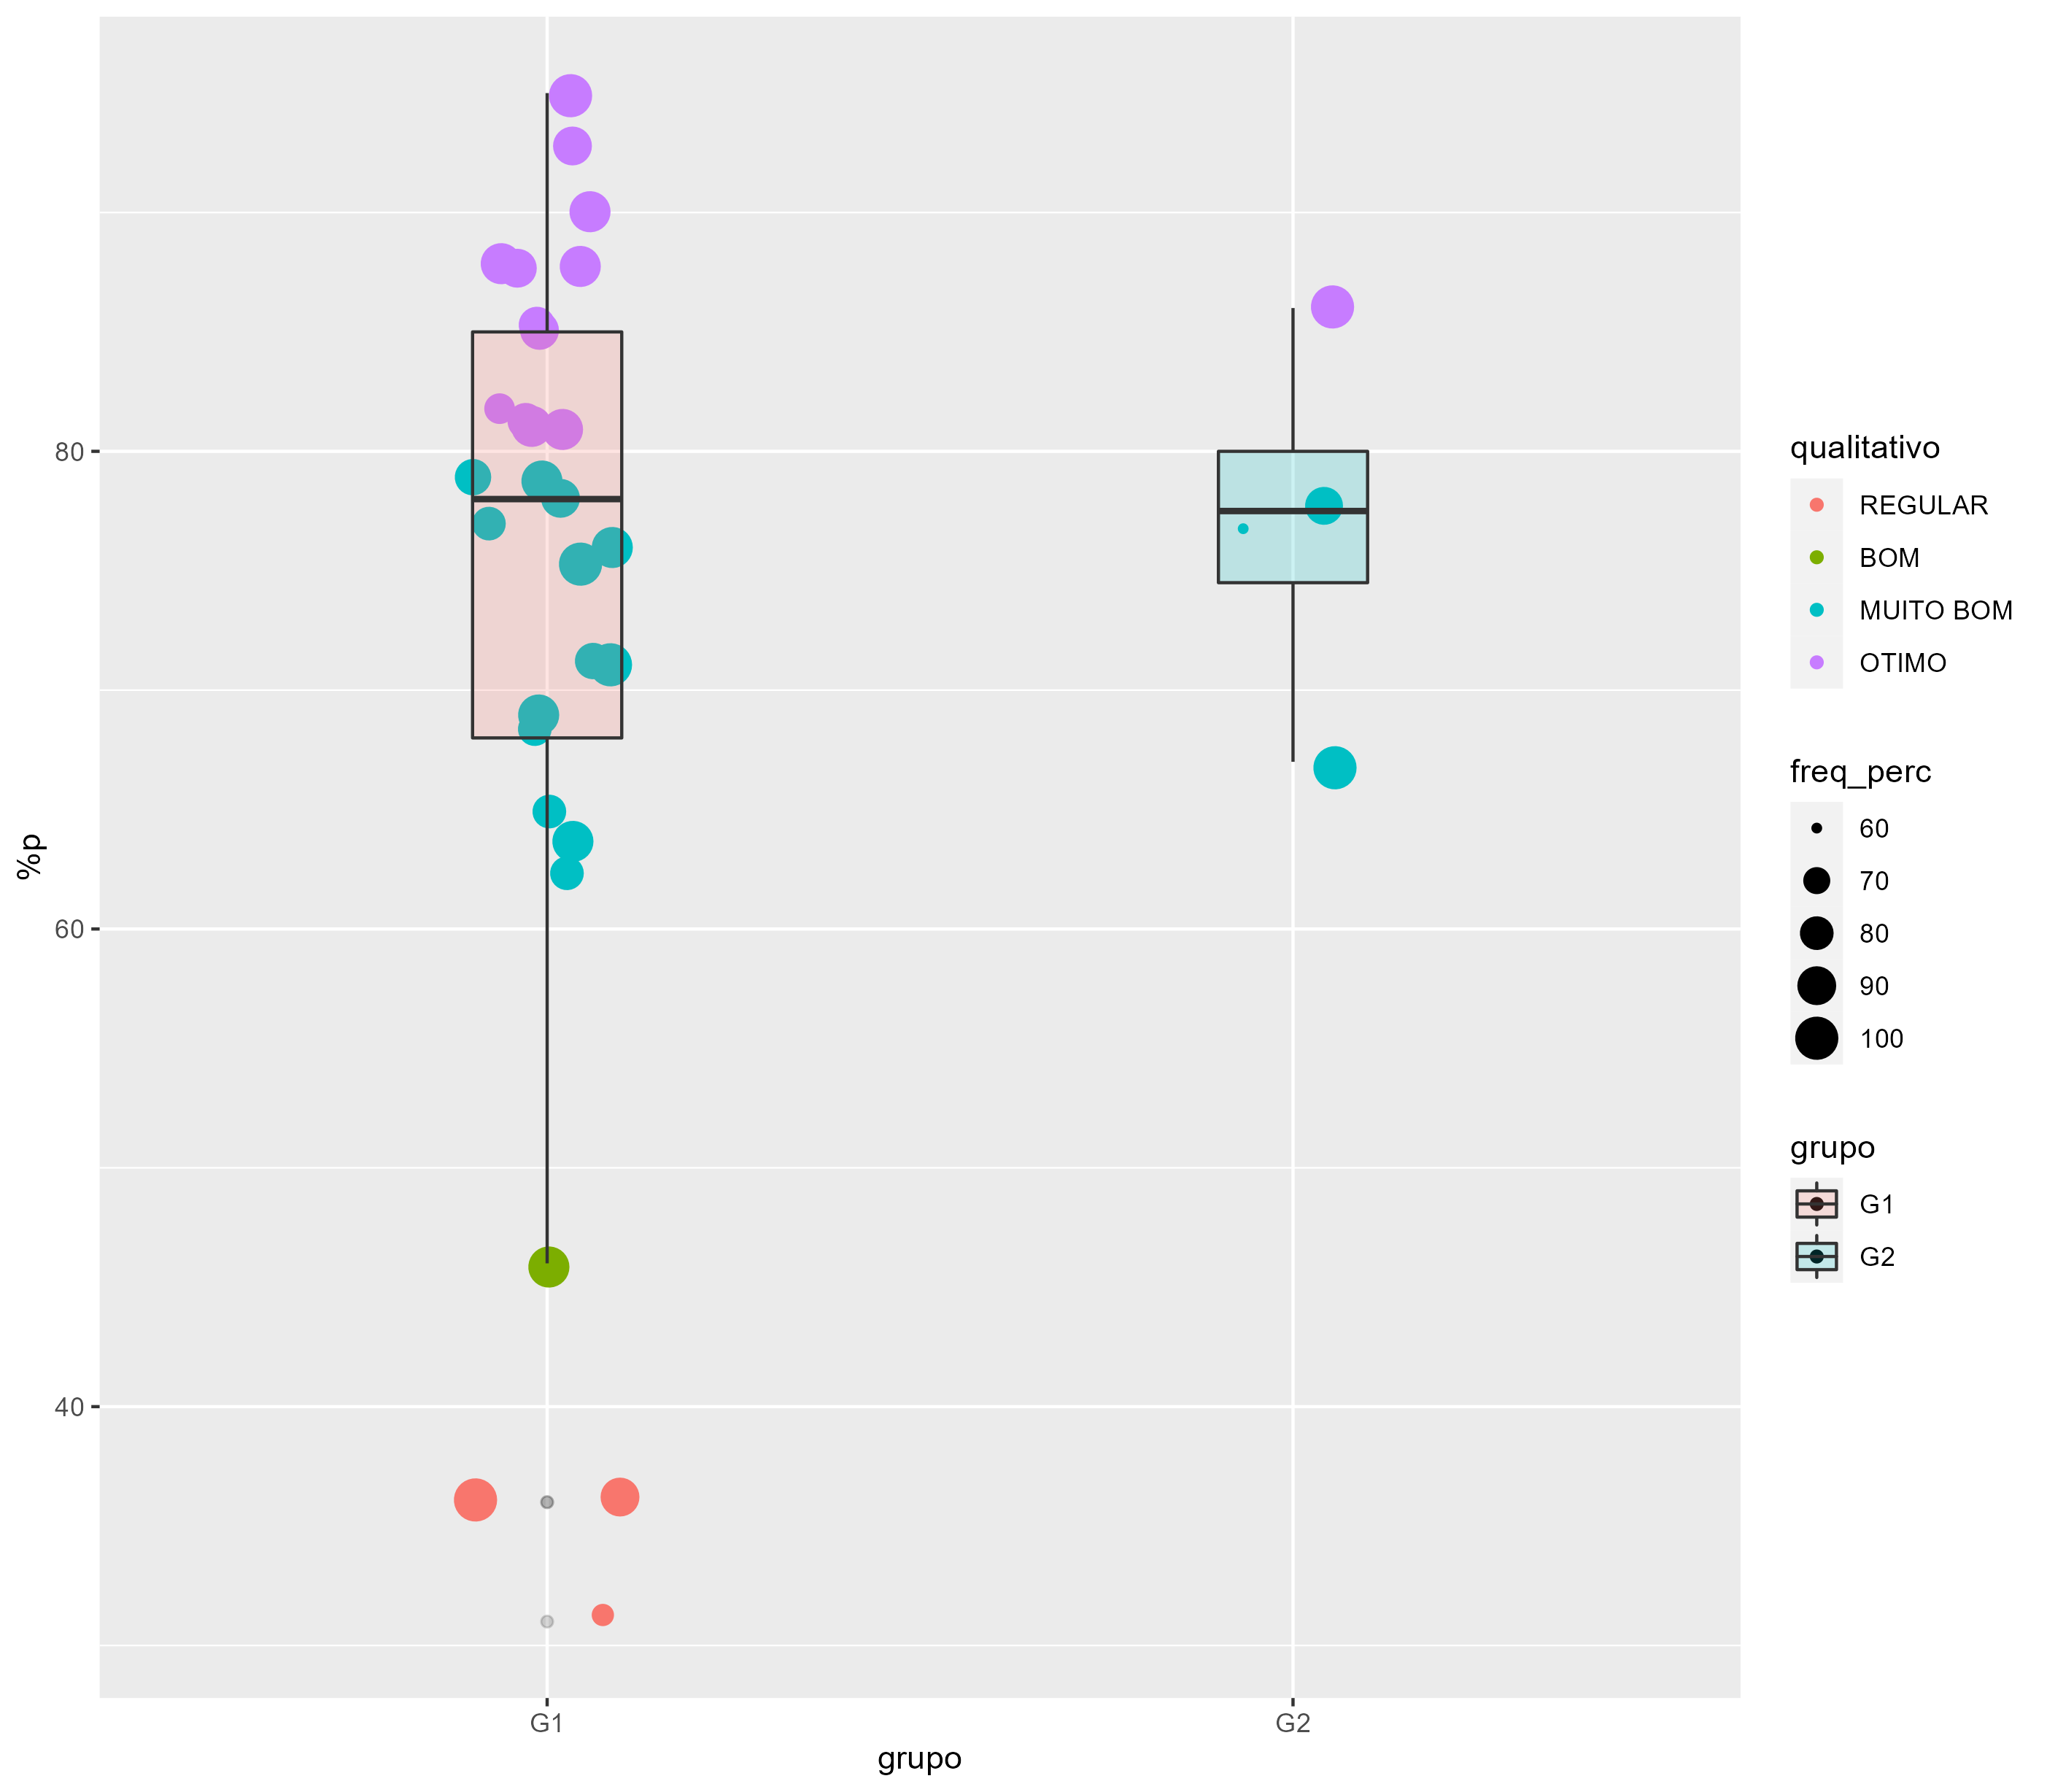 %p
80
60
40
G1
G2
grupo
qualitativo
REGULAR
BOM
MUITO BOM
OTIMO
freq_perc
60
70
80
90
100
grupo
G1
G2